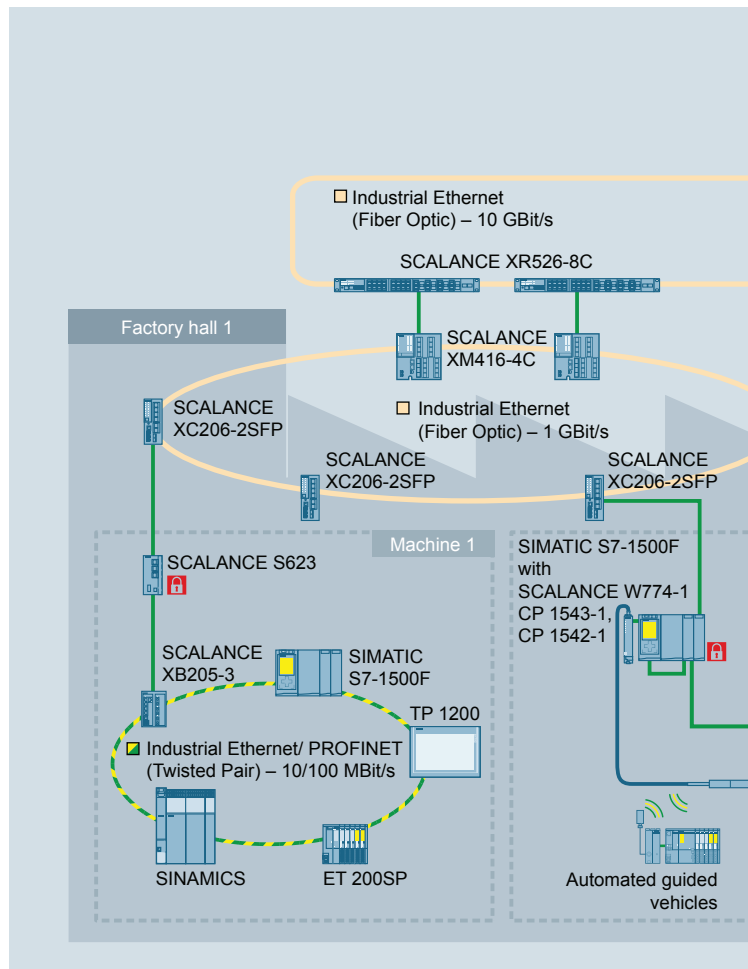 Industrial Ethernet
(Fiber Optic) – 10 GBit/s
SCALANCE XR526-8C
Factory hall 1
SCALANCE
XM416-4C
SCALANCE
XC206-2SFP
Industrial Ethernet
(Fiber Optic) – 1 GBit/s
SCALANCE
XC206-2SFP
SCALANCE
XC206-2SFP
Machine 1
SCALANCE S623
SIMATIC S7-1500F
with
SCALANCE W774-1
CP 1543-1,
CP 1542-1
SCALANCE
XB205-3
SIMATIC
S7-1500F
TP 1200
Industrial Ethernet/ PROFINET
(Twisted Pair) – 10/100 MBit/s
SINAMICS
ET 200SP
Automated guided
vehicles